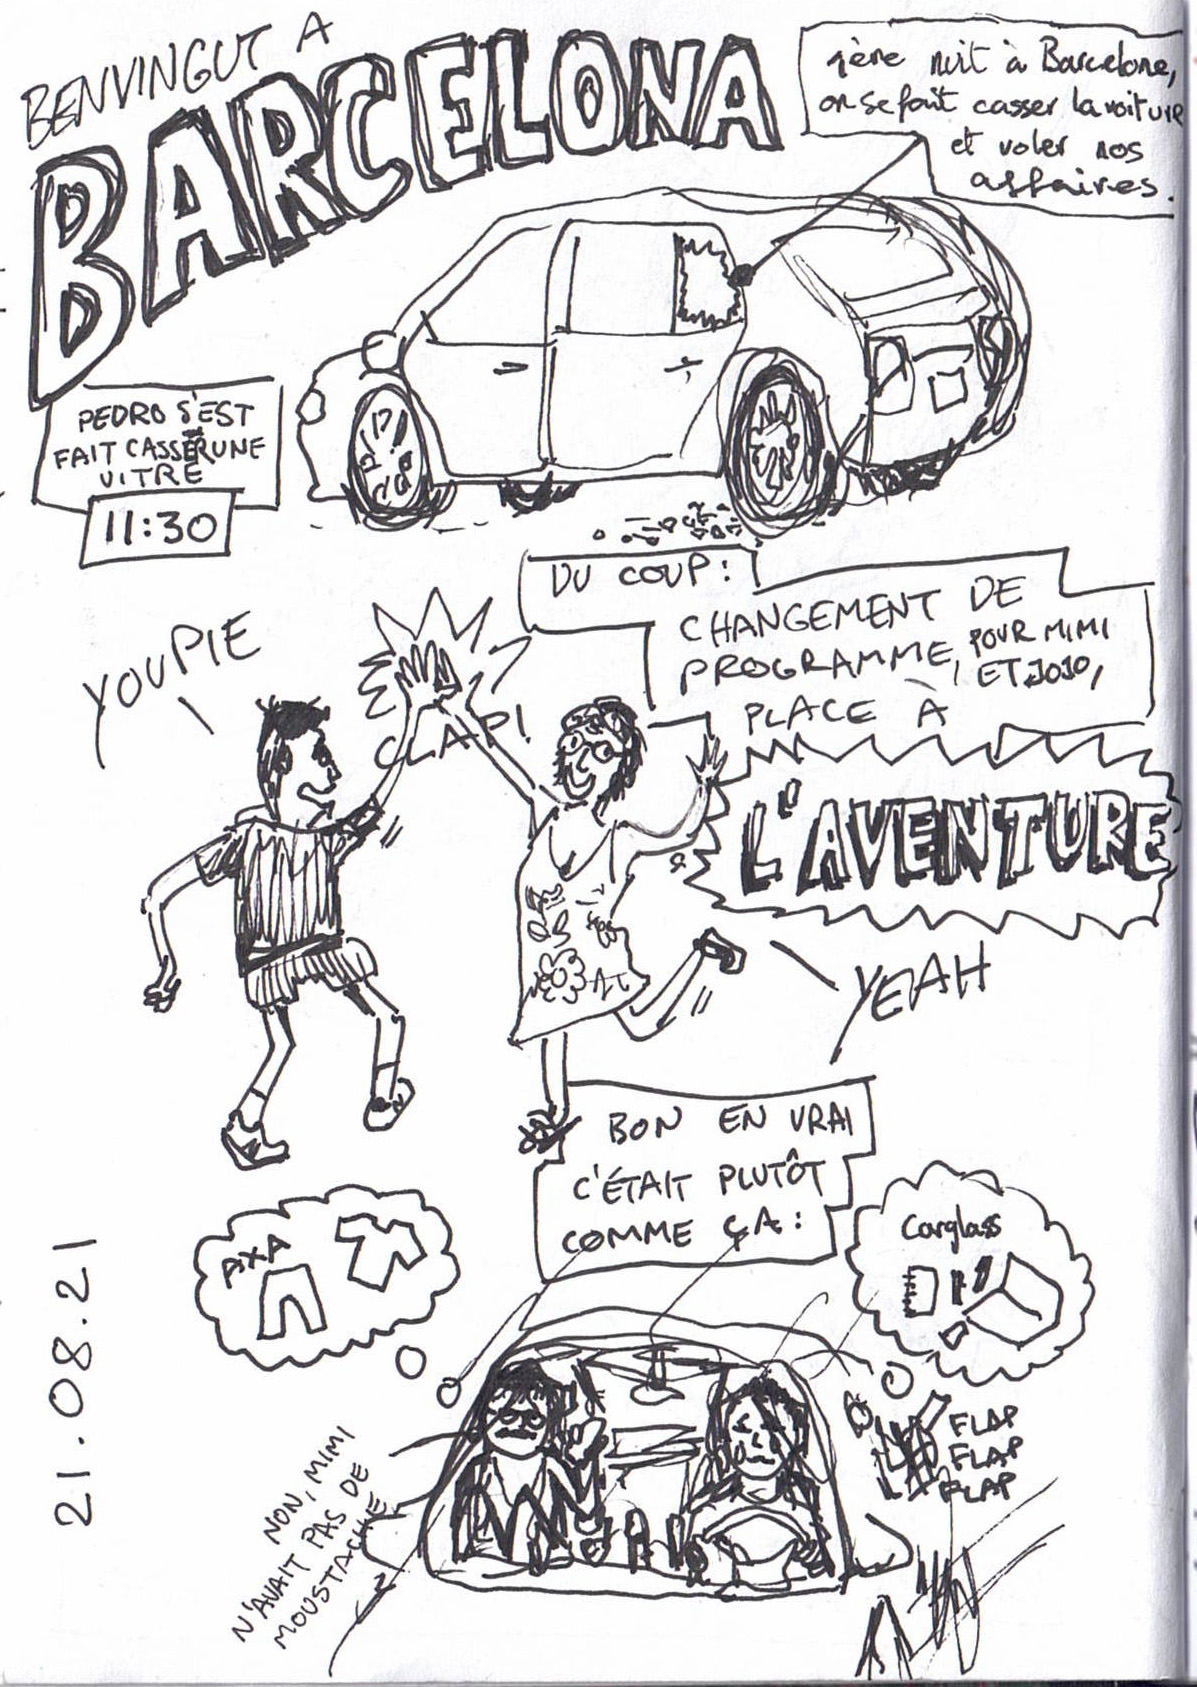 BENVINGUT A
BARCELONA
1ère nuit à Barcelone,
on se fait casser la voiture
et voler nos
affaires.
PEDRO S'EST
FAIT CASSER UNE
VITRE
11:30
DU COUP :
CHANGEMENT DE
PROGRAMME, POUR MIMI
ET JOJO,
PLACE À
L'AVENTURE
YOUPIE
CLAP!
YEAH
BON EN VRAI
C'ÉTAIT PLUTÔT
COMME ÇA :
PIXA
Carglass
FLAP
FLAP
FLAP
NON, MIMI
N'AVAIT PAS DE
MOUSTACHE
21.08.21